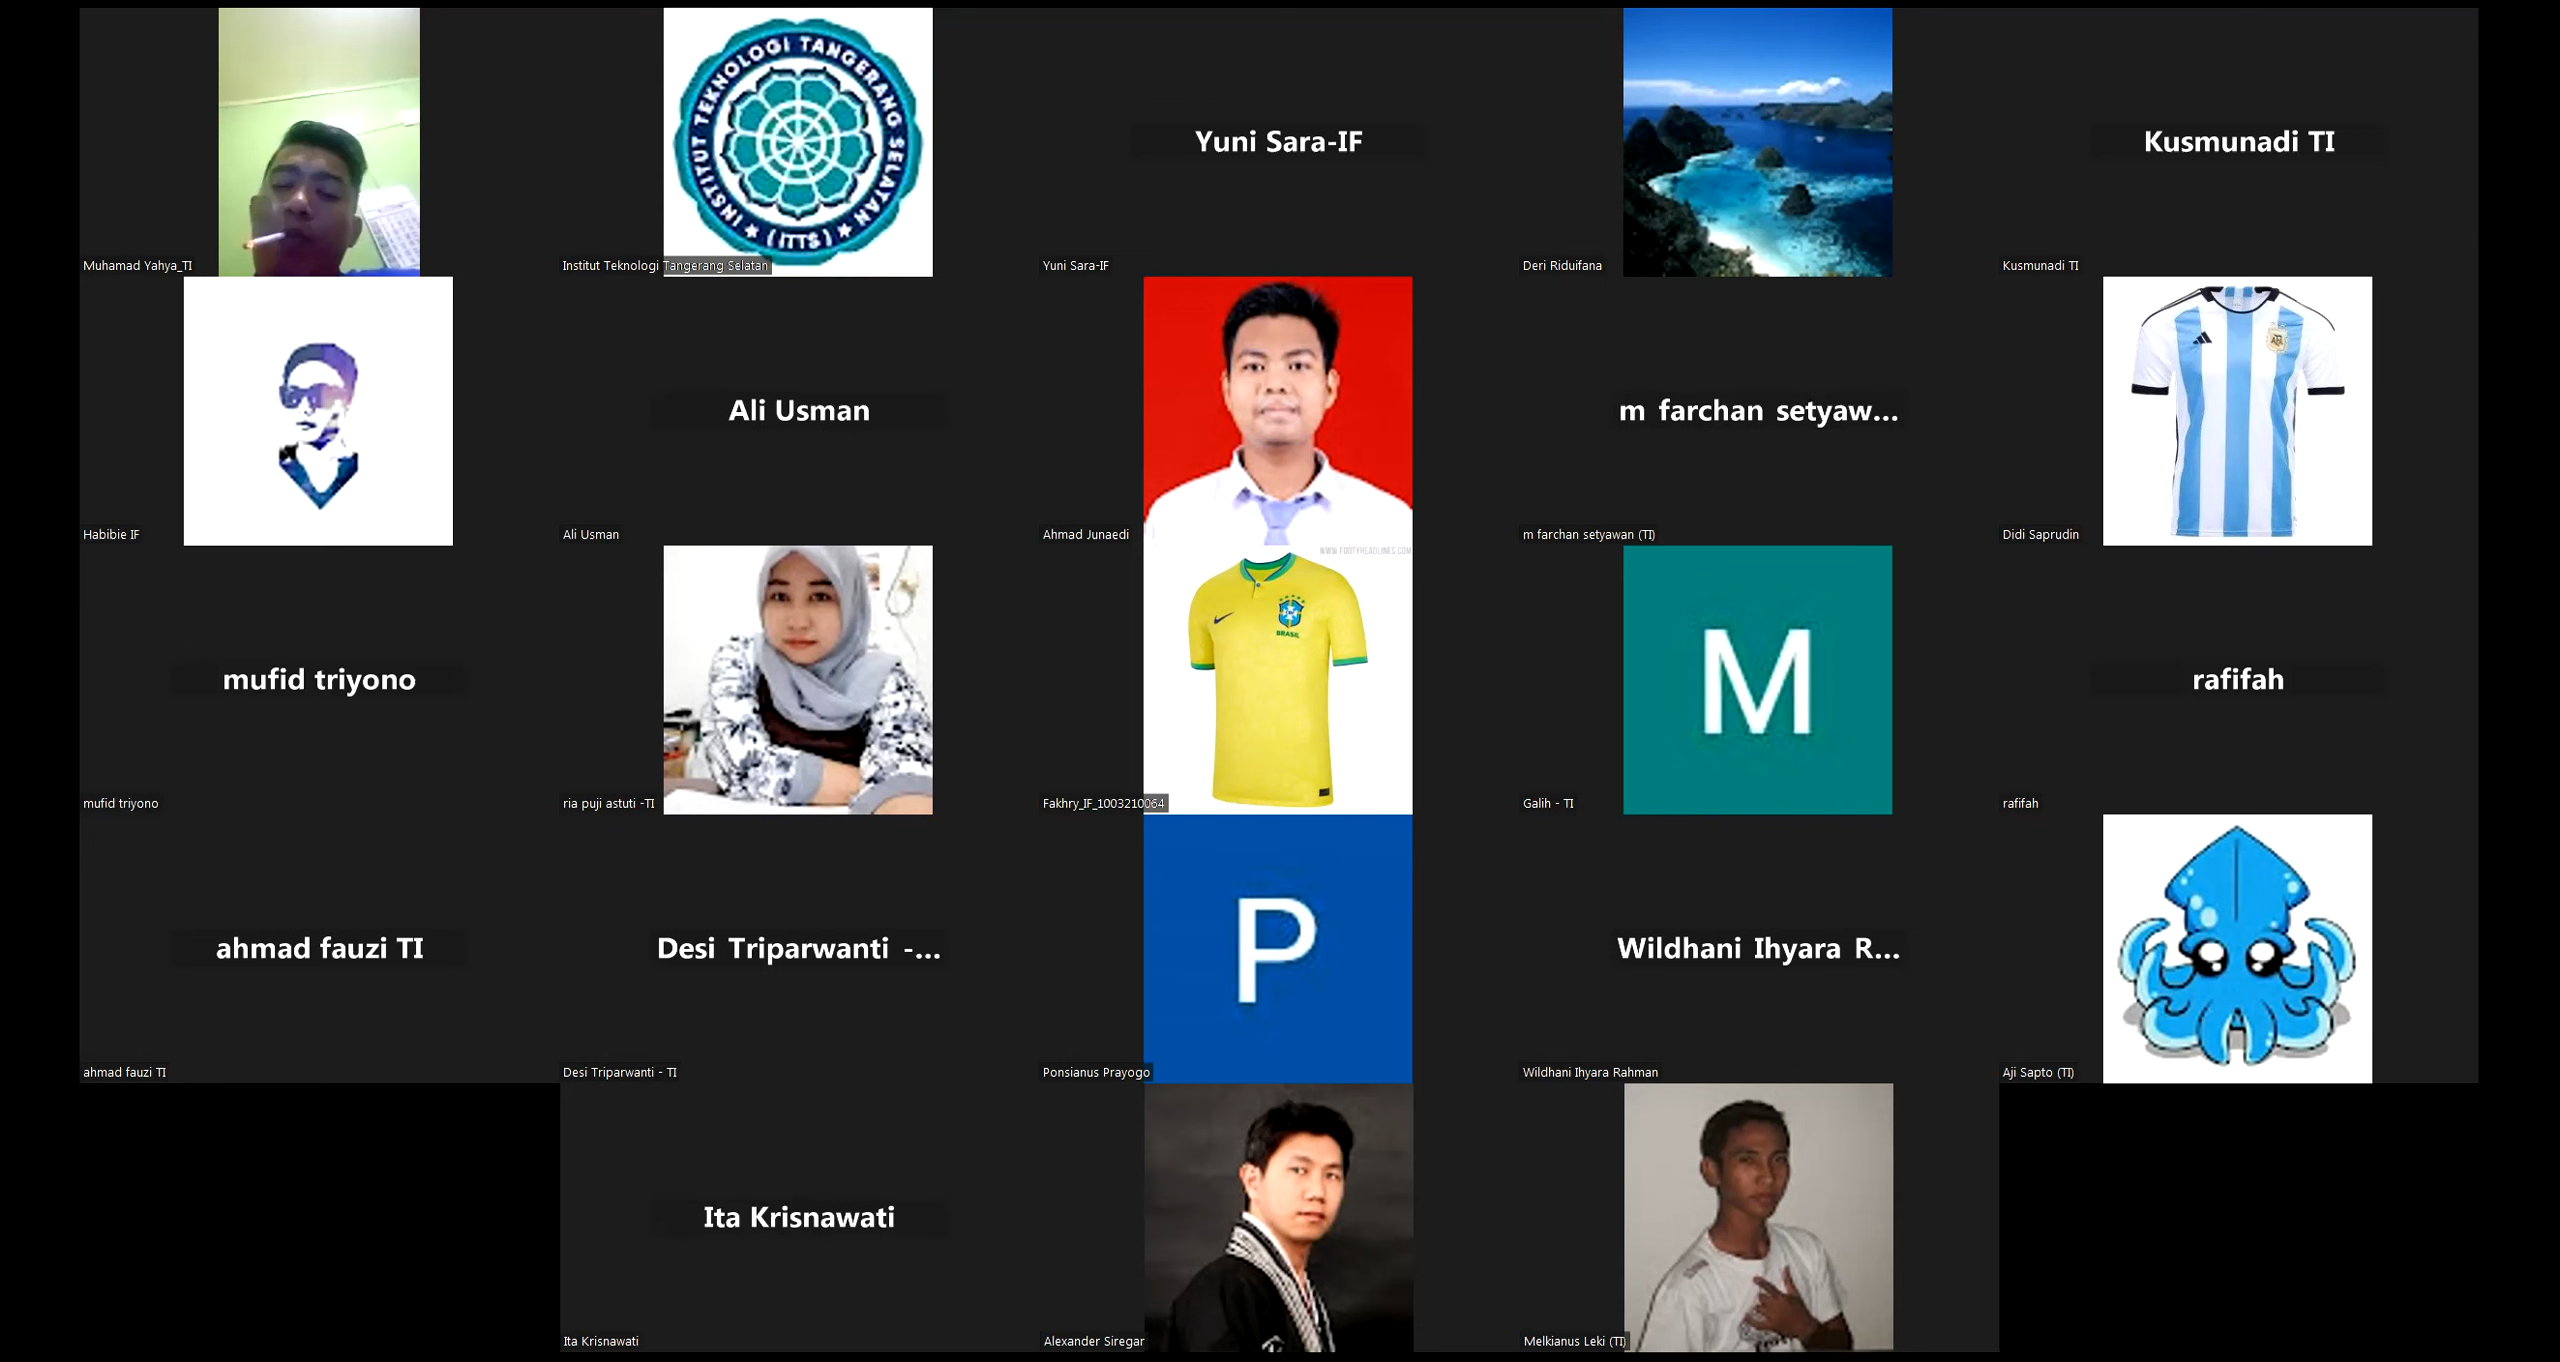 INSTITUT TEKNOLOGI TANGERANG SELATAN
(ITTS)
Yuni Sara-IF
Kusmunadi TI
Muhamad Yahya_TI
Institut Teknologi Tangerang Selatan
Yuni Sara-IF
Deri Riduifana
Kusmunadi TI
Ali Usman
m farchan setyaw...
Habibie IF
Ali Usman
Ahmad Junaedi
m farchan setyawan (TI)
Didi Saprudin
WWW.FOOTYHEADLINES.COM
BRASIL
mufid triyono
M
rafifah
mufid triyono
ria puji astuti -TI
Fakhry_IF_1003210064
Galih - TI
rafifah
ahmad fauzi TI
Desi Triparwanti -...
P
Wildhani Ihyara R...
ahmad fauzi TI
Desi Triparwanti - TI
Ponsianus Prayogo
Wildhani Ihyara Rahman
Aji Sapto (TI)
Ita Krisnawati
Ita Krisnawati
Alexander Siregar
Melkianus Leki (TI)